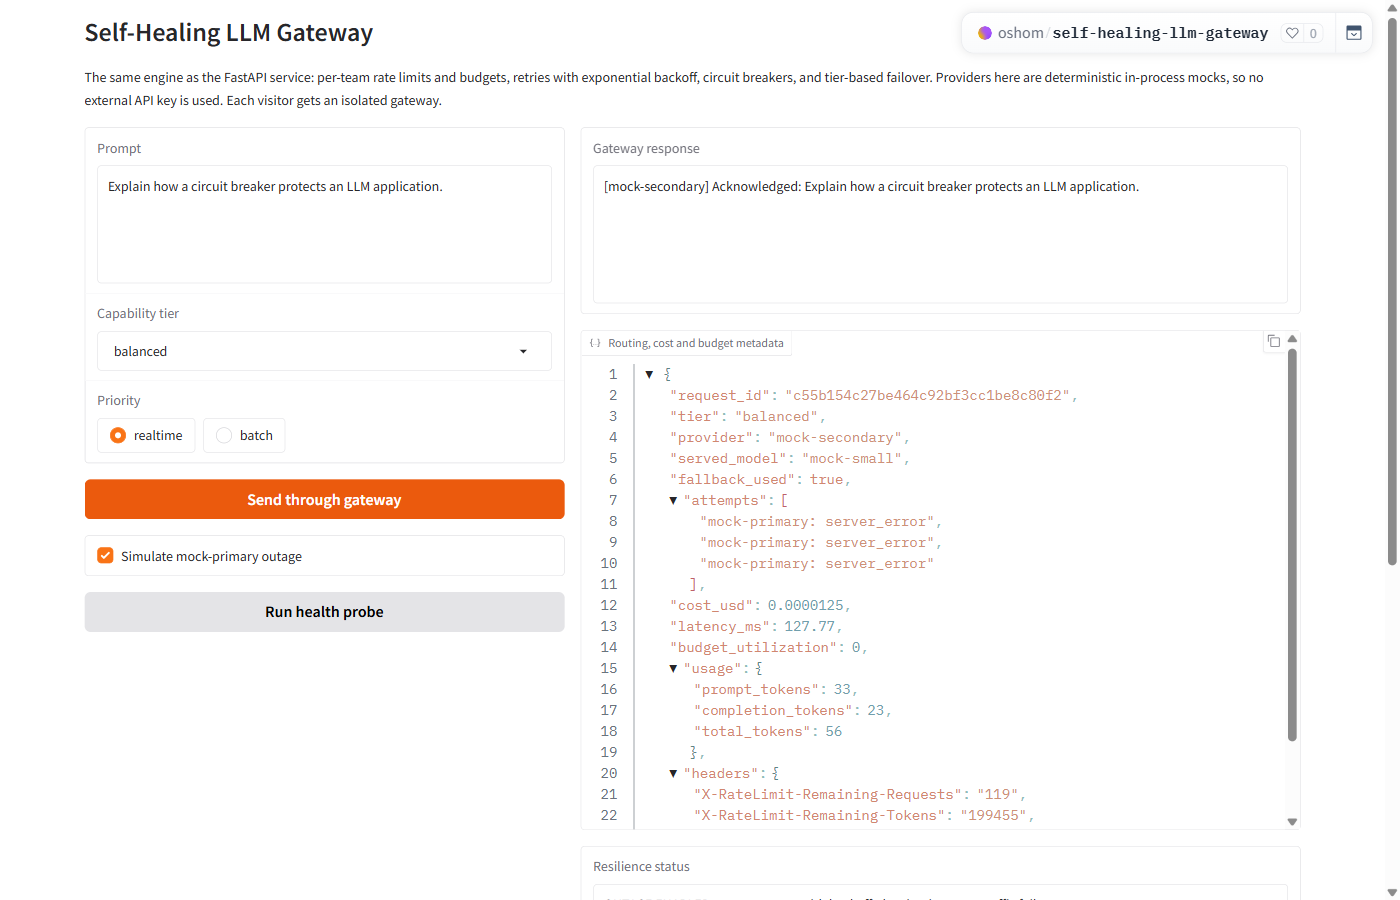 Self-Healing LLM Gateway
oshom/self-healing-llm-gateway
0
The same engine as the FastAPI service: per-team rate limits and budgets, retries with exponential backoff, circuit breakers, and tier-based failover. Providers here are deterministic in-process mocks, so no
external API key is used. Each visitor gets an isolated gateway.
Prompt
Explain how a circuit breaker protects an LLM application.
Capability tier
balanced
Priority
realtime
batch
Send through gateway
Simulate mock-primary outage
Run health probe
Gateway response
[mock-secondary] Acknowledged: Explain how a circuit breaker protects an LLM application.
Routing, cost and budget metadata
1 {
2 "request_id": "c55b154c27be464c92bf3cc1be8c80f2",
3 "tier": "balanced",
4 "provider": "mock-secondary",
5 "served_model": "mock-small",
6 "fallback_used": true,
7 "attempts": [
8 "mock-primary: server_error",
9 "mock-primary: server_error",
10 "mock-primary: server_error"
11 ],
12 "cost_usd": 0.0000125,
13 "latency_ms": 127.77,
14 "budget_utilization": 0,
15 "usage": {
16 "prompt_tokens": 33,
17 "completion_tokens": 23,
18 "total_tokens": 56
19 },
20 "headers": {
21 "X-RateLimit-Remaining-Requests": "119",
22 "X-RateLimit-Remaining-Tokens": "199455",
Resilience status